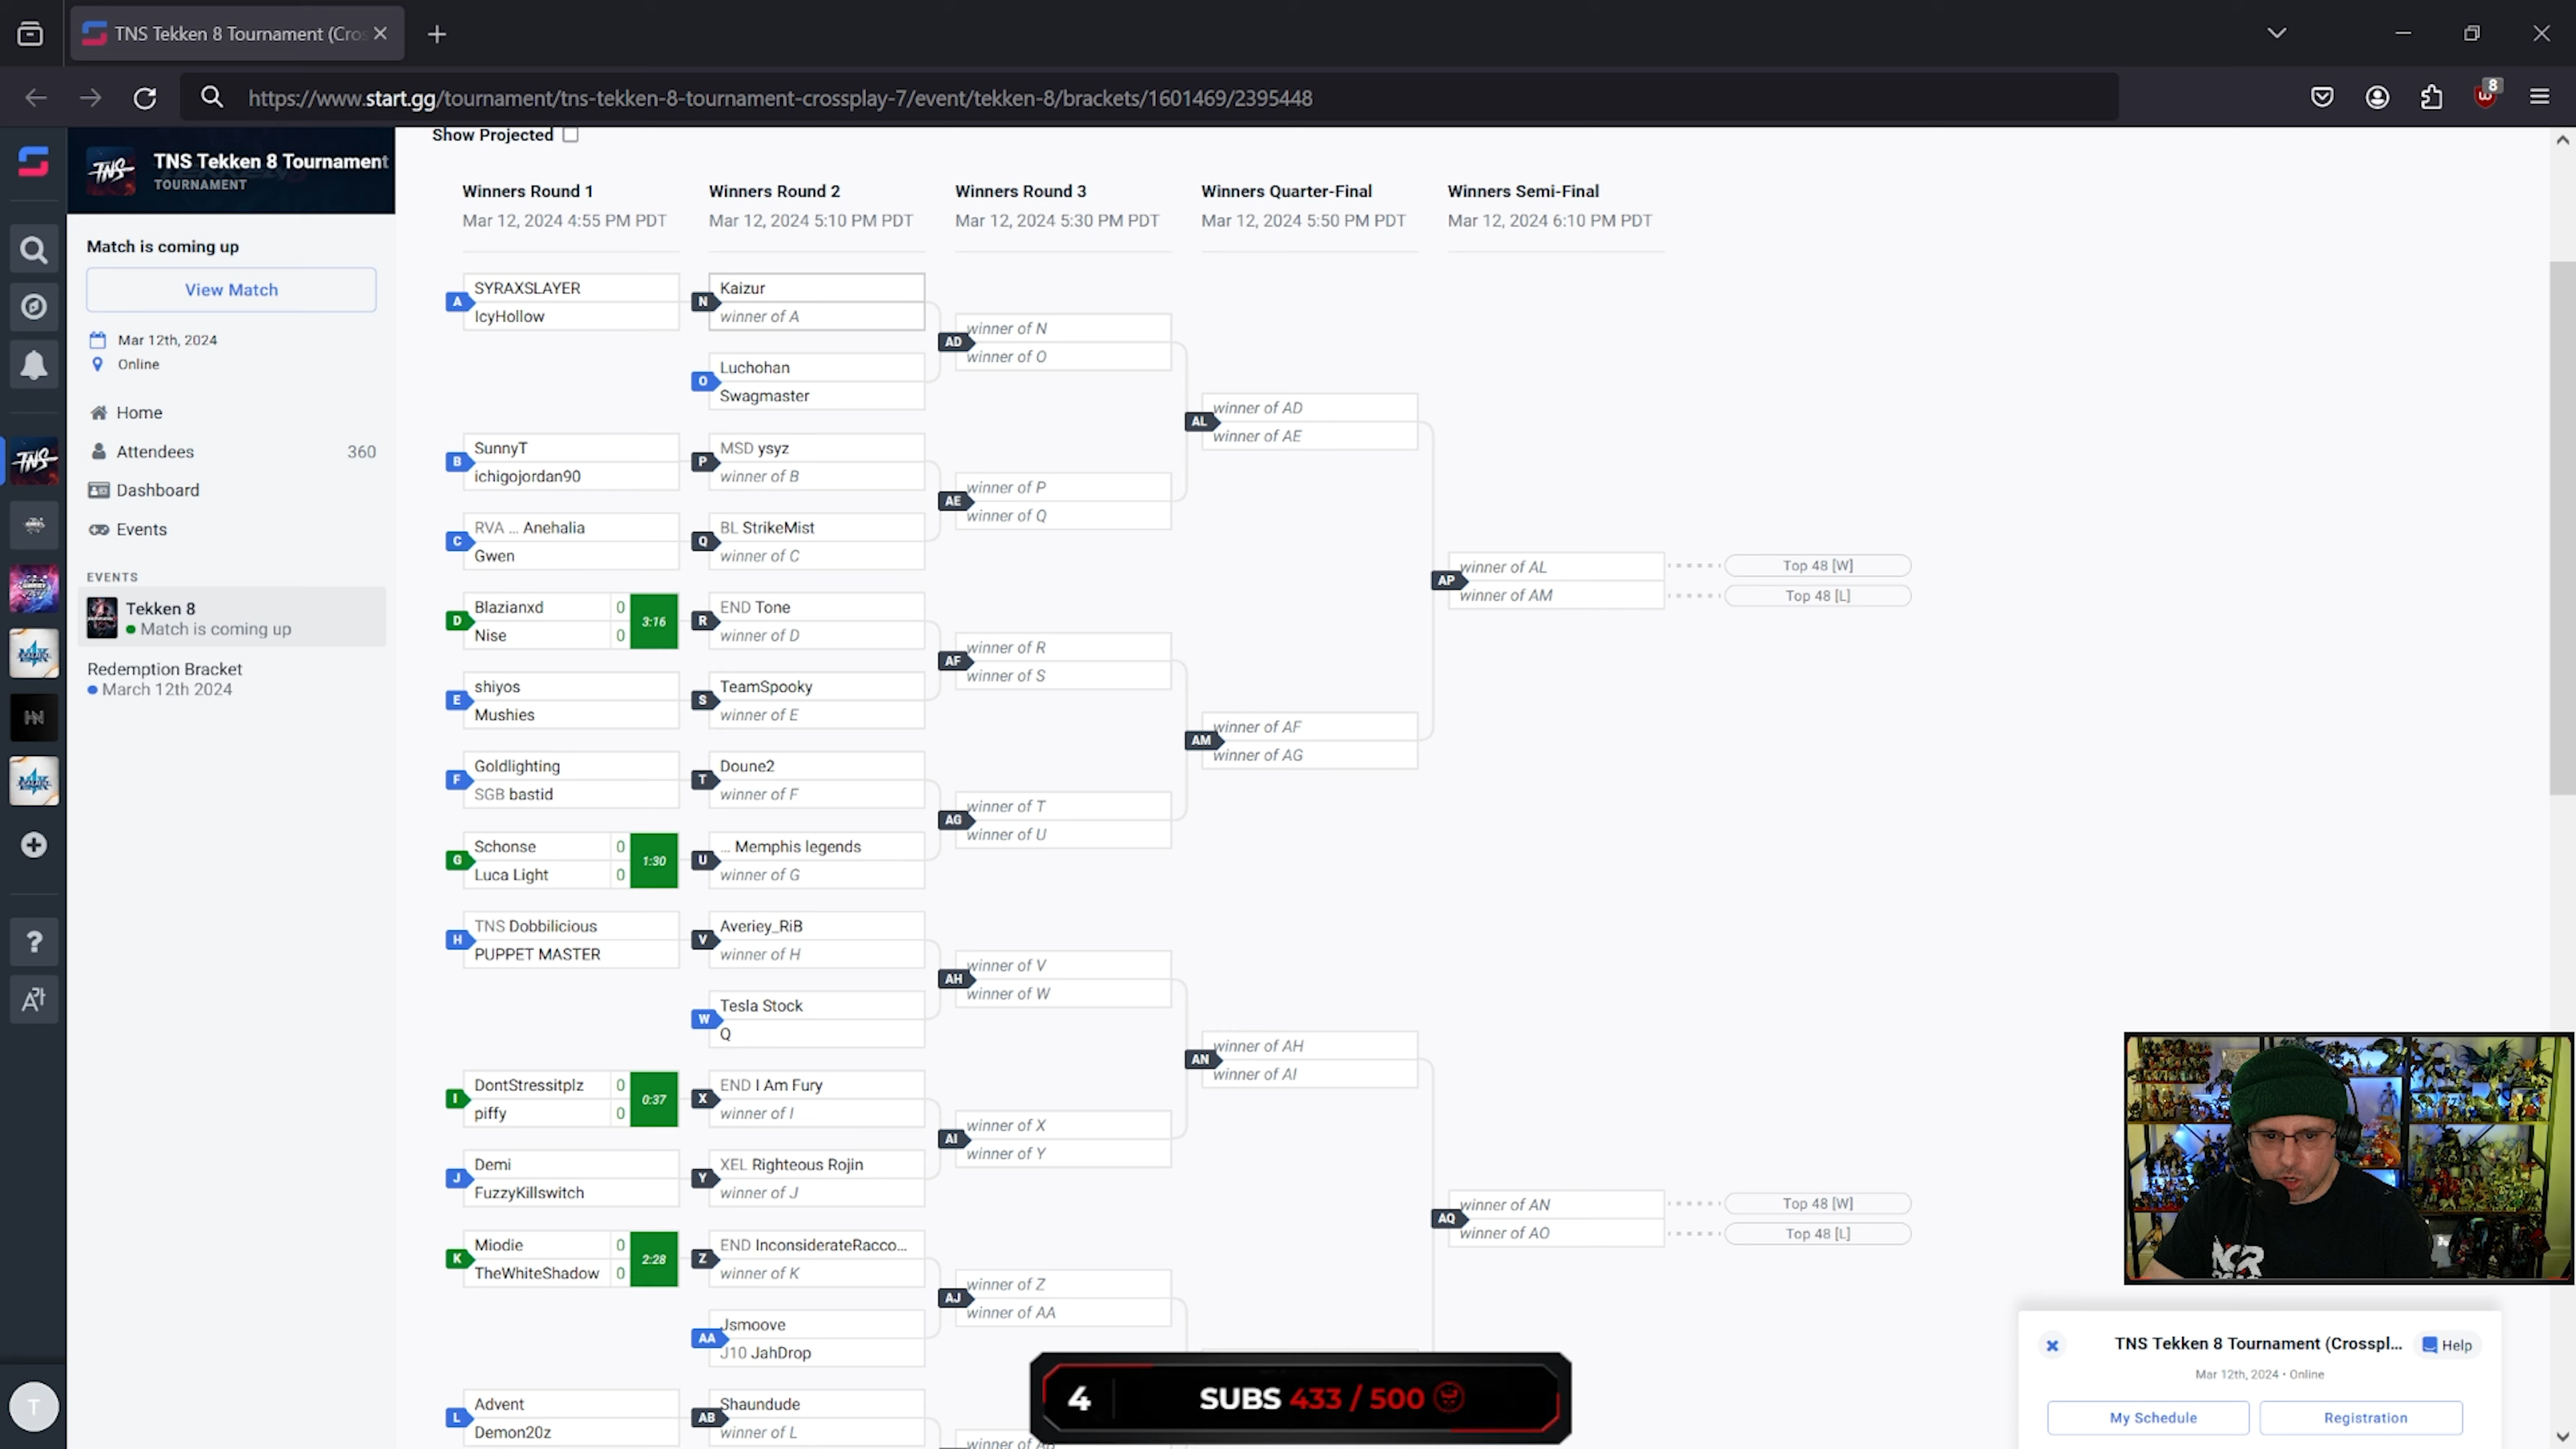 TNS Tekken 8 Tournament (Cros
8
https://www.start.gg/tournament/tns-tekken-8-tournament-crossplay-7/event/tekken-8/brackets/1601469/2395448
TNS
TNS Tekken 8 Tournament
TOURNAMENT
Match is coming up
View Match
Mar 12th, 2024
Online
Home
Attendees 360
Dashboard
Events
EVENTS
Tekken 8
Match is coming up
Redemption Bracket
March 12th 2024
TNS
HN
?
T
Show Projected
Winners Round 1
Mar 12, 2024 4:55 PM PDT
A
SYRAXSLAYER
IcyHollow
B
SunnyT
ichigojordan90
C
RVA ... Anehalia
Gwen
D
Blazianxd 0
Nise 0
3:16
E
shiyos
Mushies
F
Goldlighting
SGB bastid
G
Schonse 0
Luca Light 0
1:30
H
TNS Dobbilicious
PUPPET MASTER
I
DontStressitplz 0
piffy 0
0:37
J
Demi
FuzzyKillswitch
K
Miodie 0
TheWhiteShadow 0
2:28
L
Advent
Demon20z
Winners Round 2
Mar 12, 2024 5:10 PM PDT
N
Kaizur
winner of A
O
Luchohan
Swagmaster
P
MSD ysyz
winner of B
Q
BL StrikeMist
winner of C
R
END Tone
winner of D
S
TeamSpooky
winner of E
T
Doune2
winner of F
U
... Memphis legends
winner of G
V
Averiey_RiB
winner of H
W
Tesla Stock
Q
X
END I Am Fury
winner of I
Y
XEL Righteous Rojin
winner of J
Z
END InconsiderateRacco...
winner of K
AA
Jsmoove
J10 JahDrop
AB
Shaundude
winner of L
Winners Round 3
Mar 12, 2024 5:30 PM PDT
AD
winner of N
winner of O
AE
winner of P
winner of Q
AF
winner of R
winner of S
AG
winner of T
winner of U
AH
winner of V
winner of W
AI
winner of X
winner of Y
AJ
winner of Z
winner of AA
winner of AB
Winners Quarter-Final
Mar 12, 2024 5:50 PM PDT
AL
winner of AD
winner of AE
AM
winner of AF
winner of AG
AN
winner of AH
winner of AI
Winners Semi-Final
Mar 12, 2024 6:10 PM PDT
AP
winner of AL
winner of AM
Top 48 [W]
Top 48 [L]
AQ
winner of AN
winner of AO
Top 48 [W]
Top 48 [L]
4 SUBS 433 / 500
TNS Tekken 8 Tournament (Crosspl...
Help
Mar 12th, 2024 • Online
My Schedule
Registration